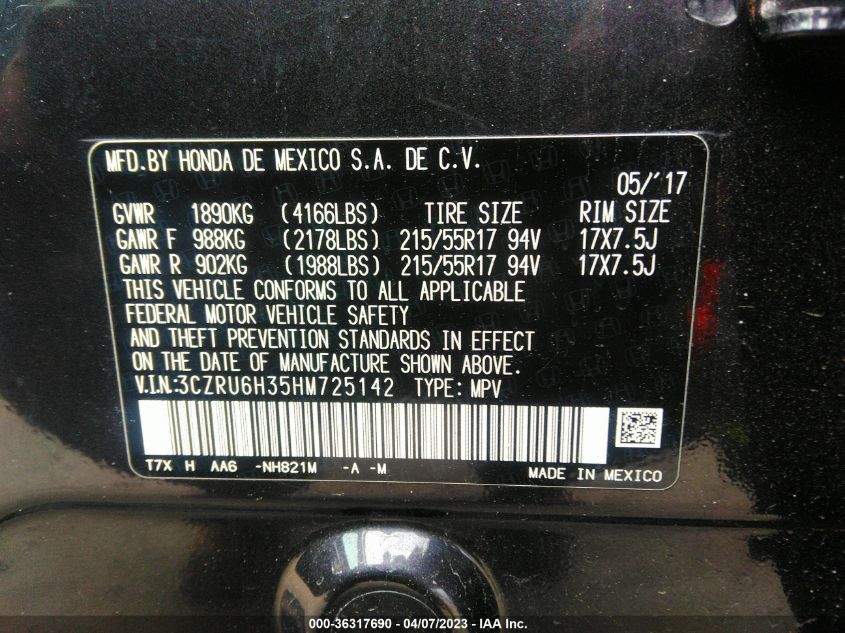 MFD.BY HONDA DE MEXICO S.A. DE C.V.
05/'17
GVWR 1890KG (4166LBS) TIRE SIZE RIM SIZE
GAWR F 988KG (2178LBS) 215/55R17 94V 17X7.5J
GAWR R 902KG (1988LBS) 215/55R17 94V 17X7.5J
THIS VEHICLE CONFORMS TO ALL APPLICABLE
FEDERAL MOTOR VEHICLE SAFETY
AND THEFT PREVENTION STANDARDS IN EFFECT
ON THE DATE OF MANUFACTURE SHOWN ABOVE.
V.I.N:3CZRU6H35HM725142 TYPE: MPV
T7X H AA6 -NH821M -A -M
MADE IN MEXICO
000-36317690 - 04/07/2023 - IAA Inc.